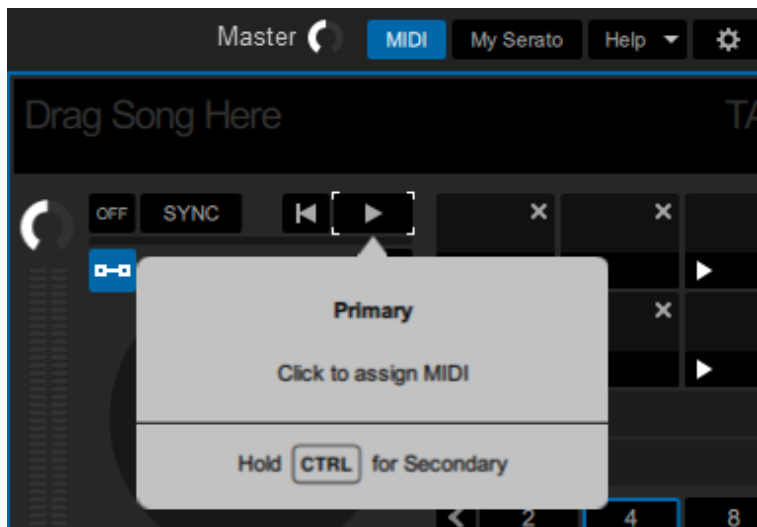 Master MIDI My Serato Help
Drag Song Here TA
OFF SYNC
Primary
Click to assign MIDI
Hold CTRL for Secondary
2 4 8